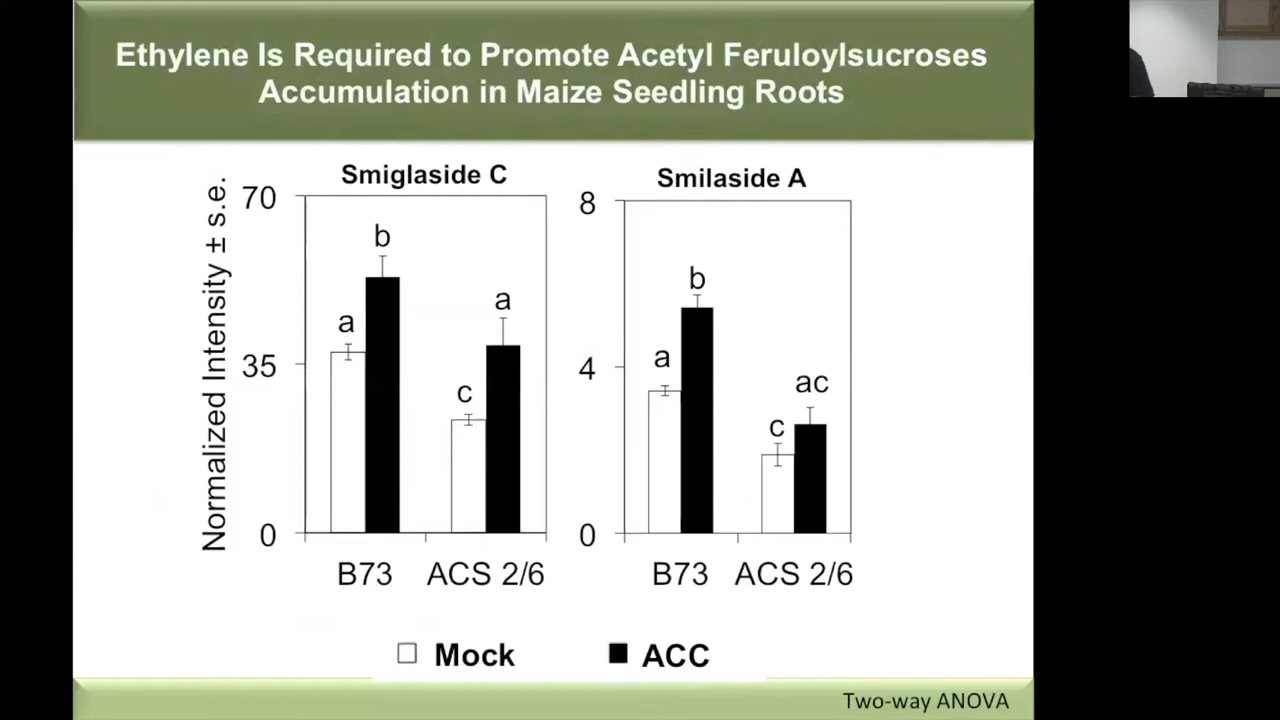 Ethylene Is Required to Promote Acetyl Feruloylsucroses
Accumulation in Maize Seedling Roots
Smiglaside C
Smilaside A
Normalized Intensity ± s.e.
70
35
0
a
b
c
a
B73
ACS 2/6
8
4
0
a
b
c
ac
B73
ACS 2/6
Mock
ACC
Two-way ANOVA